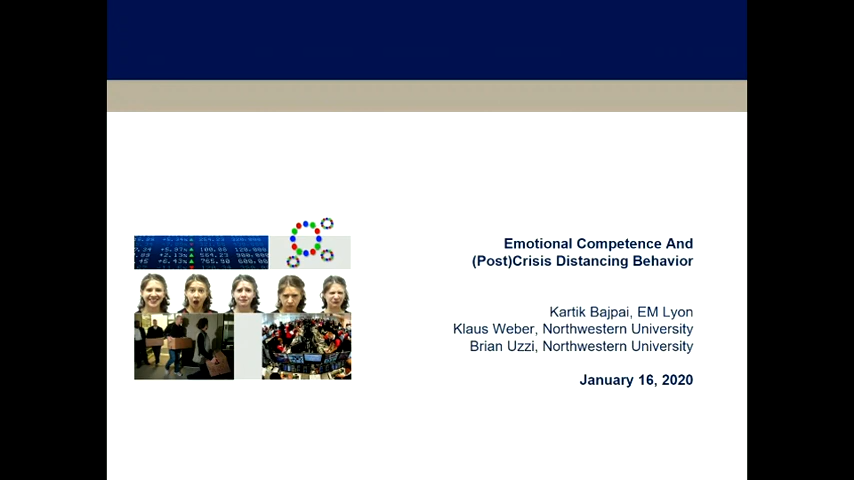 Emotional Competence And
(Post)Crisis Distancing Behavior
Kartik Bajpai, EM Lyon
Klaus Weber, Northwestern University
Brian Uzzi, Northwestern University
January 16, 2020